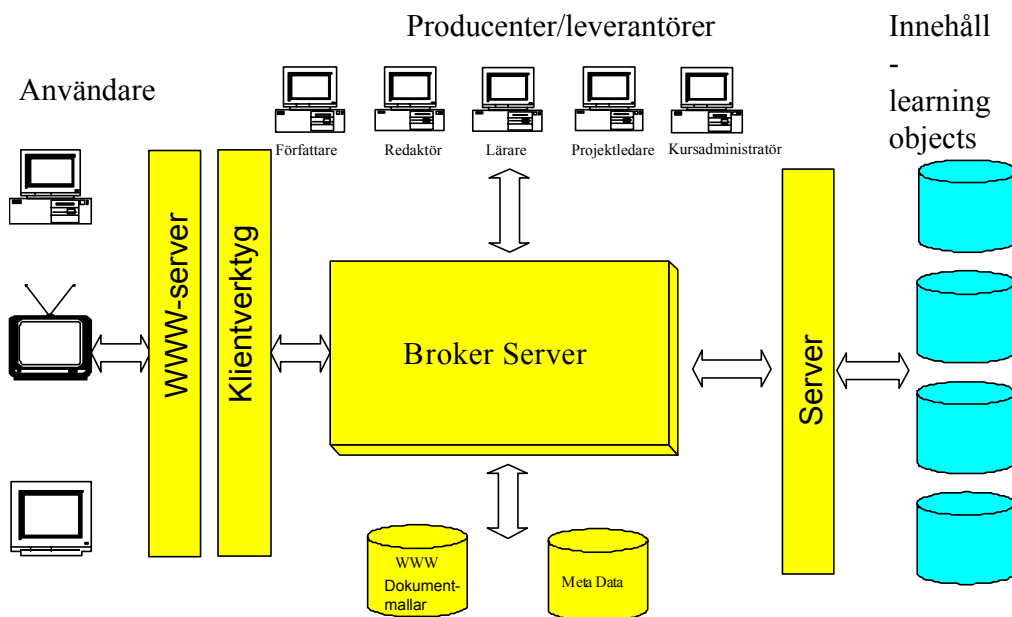 Producenter/leverantörer
Innehåll
-
learning
objects
Användare
Författare
Redaktör
Lärare
Projektledare
Kursadministratör
WWW-server
Klientverktyg
Broker Server
Server
WWW
Dokument-
mallar
Meta Data